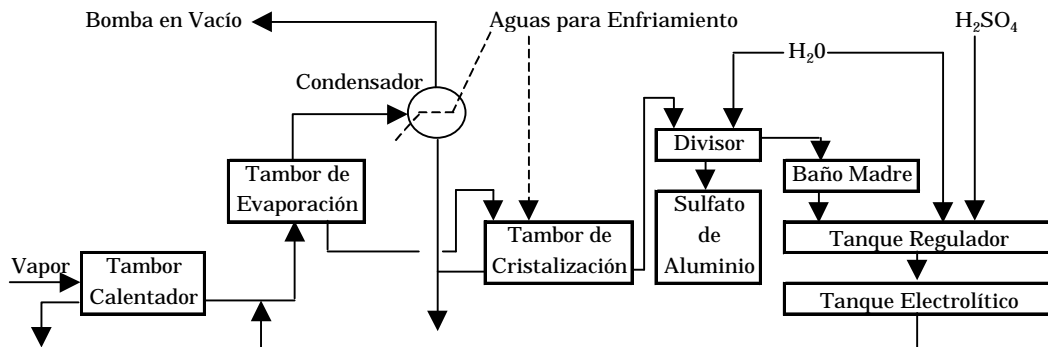 Bomba en Vacío
Aguas para Enfriamiento
H₂SO₄
H₂0
Condensador
Divisor
Tambor de
Evaporación
Baño Madre
Sulfato
de
Aluminio
Tambor de
Cristalización
Tanque Regulador
Vapor
Tambor
Calentador
Tanque Electrolítico